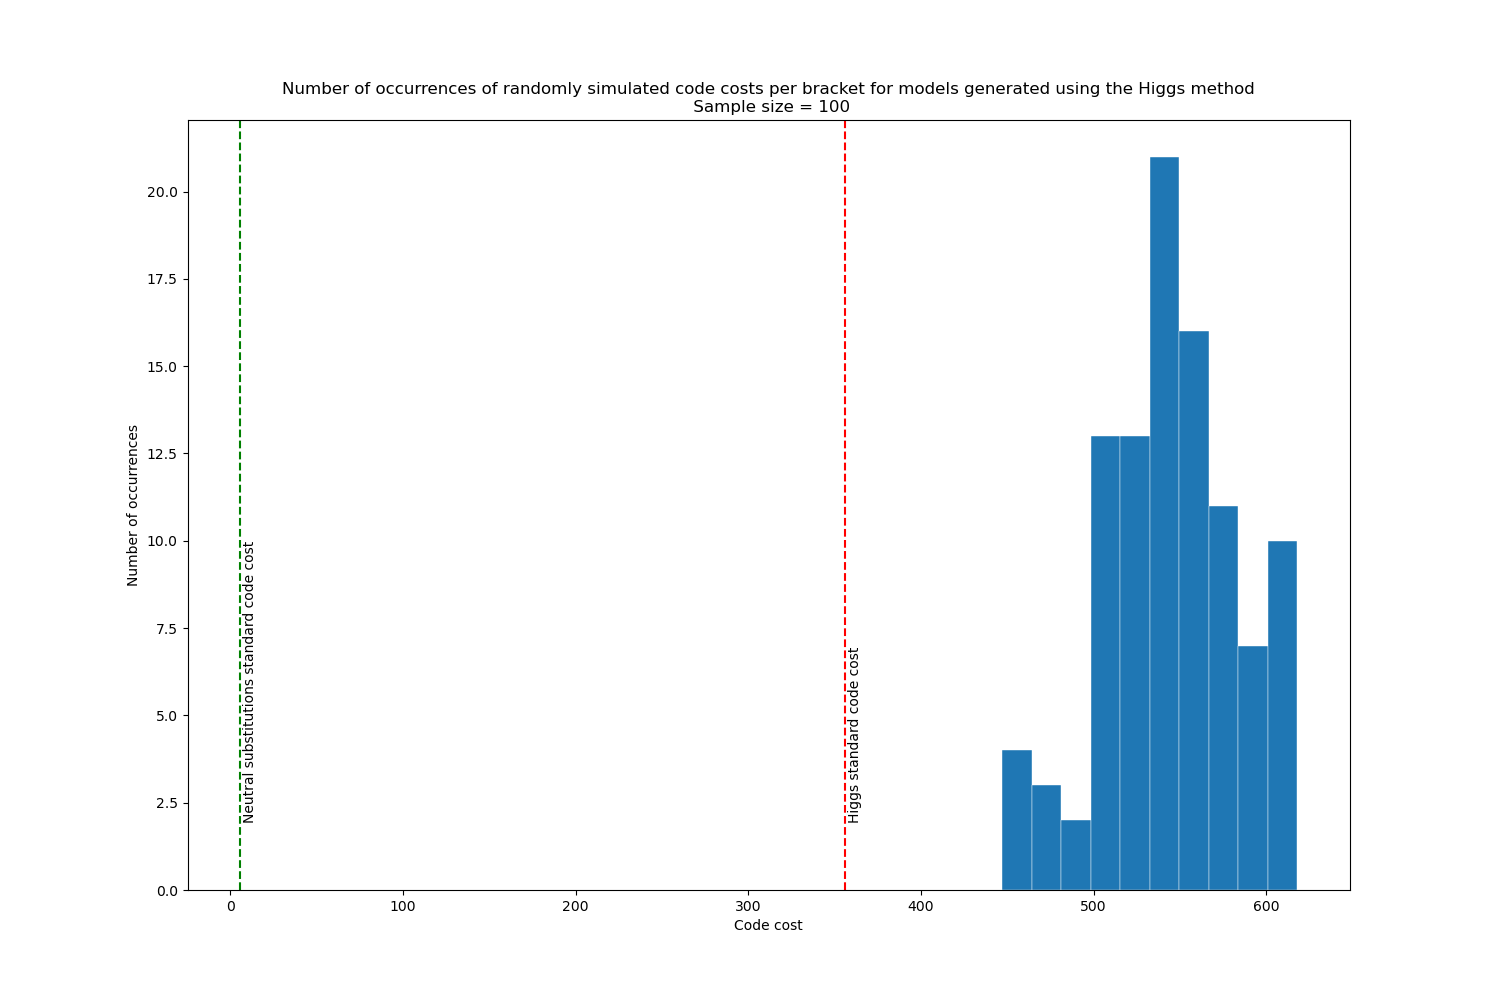 Number of occurrences of randomly simulated code costs per bracket for models generated using the Higgs method
Sample size = 100
20.0
17.5
15.0
12.5
10.0
7.5
5.0
2.5
0.0
Number of occurrences
Neutral substitutions standard code cost
Higgs standard code cost
0 100 200 300 400 500 600
Code cost